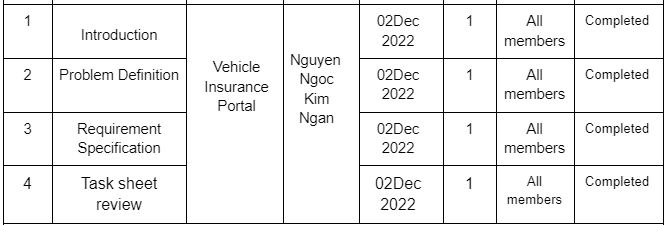 1
Introduction
Vehicle
Insurance
Portal
Nguyen
Ngoc
Kim
Ngan
02Dec
2022
1
All
members
Completed
2
Problem Definition
02Dec
2022
1
All
members
Completed
3
Requirement
Specification
02Dec
2022
1
All
members
Completed
4
Task sheet
review
02Dec
2022
1
All
members
Completed